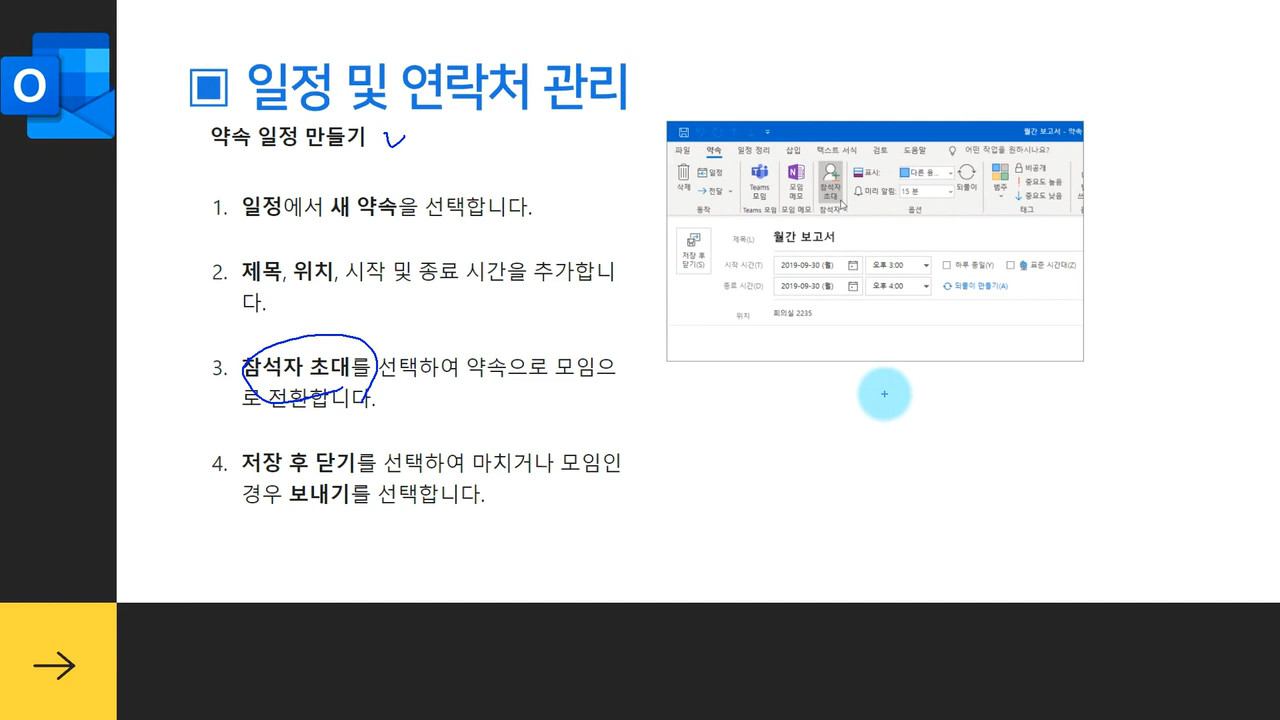 O
일정 및 연락처 관리
약속 일정 만들기
1. 일정에서 새 약속을 선택합니다.
2. 제목, 위치, 시작 및 종료 시간을 추가합니
다.
3. 참석자 초대를 선택하여 약속으로 모임으
로 전환합니다.
4. 저장 후 닫기를 선택하여 마치거나 모임인
경우 보내기를 선택합니다.
월간 보고서 - 약속
파일 약속 일정 정리 삽입 텍스트 서식 검토 도움말 어떤 작업을 원하시나요?
삭제 일정 전달 Teams 모임 모임 메모 참석자 초대 표시: 다른 용... 미리 알림: 15 분 되풀이 범주 비공개 중요도 높음 중요도 낮음
동작 Teams 모임 모임 메모 참석자 옵션 태그
저장 후
닫기(S)
제목(L) 월간 보고서
시작 시간(T) 2019-09-30 (월) 오후 3:00 하루 종일(Y) 표준 시간대(Z)
종료 시간(D) 2019-09-30 (월) 오후 4:00 되풀이 만들기(A)
위치 회의실 2235